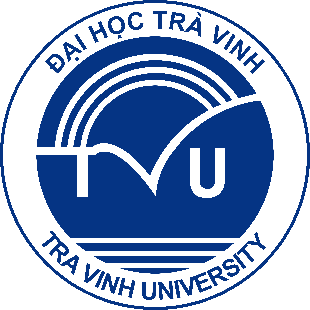 ĐẠI HỌC TRÀ VINH
TVU
TRA VINH UNIVERSITY